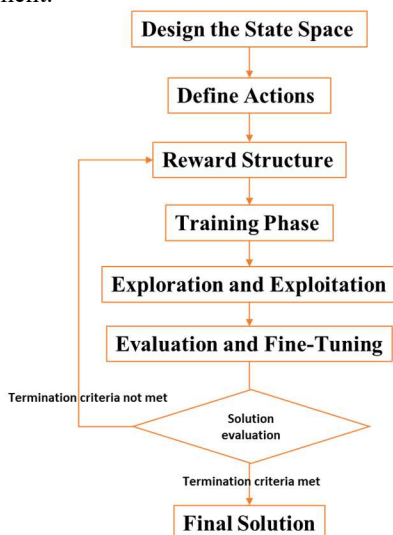 Design the State Space
Define Actions
Reward Structure
Training Phase
Exploration and Exploitation
Evaluation and Fine-Tuning
Termination criteria not met
Solution
evaluation
Termination criteria met
Final Solution